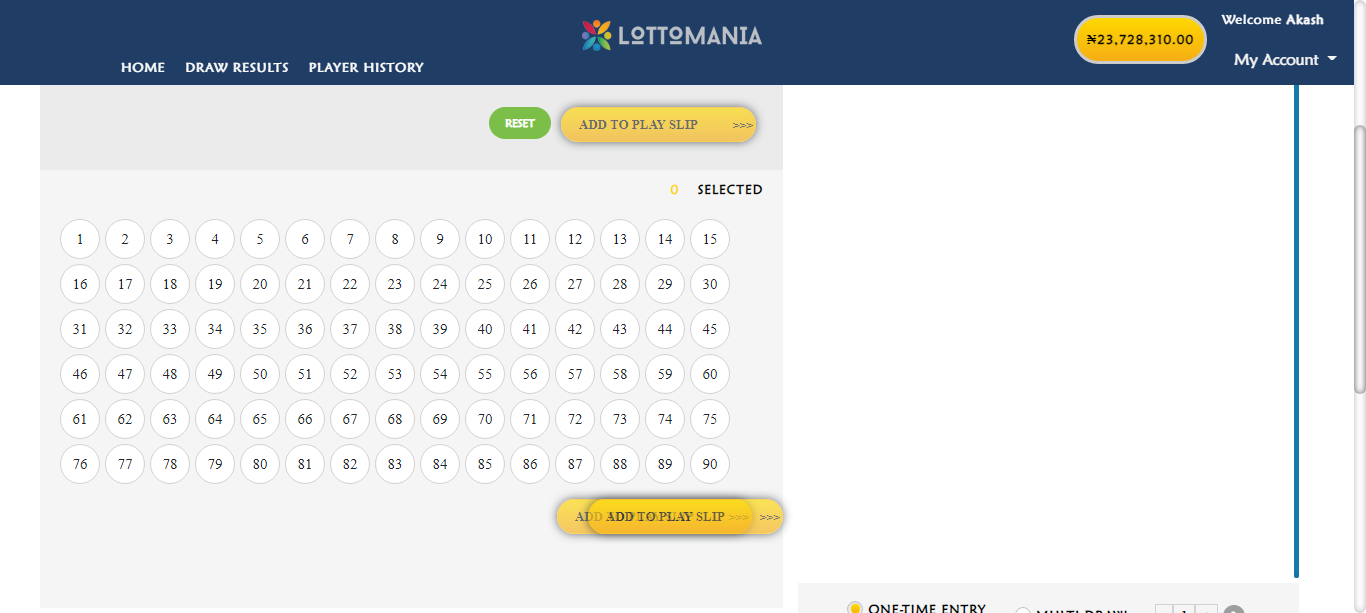 LOTTOMANIA
₦23,728,310.00
Welcome Akash
My Account
HOME DRAW RESULTS PLAYER HISTORY
RESET ADD TO PLAY SLIP >>>
0 SELECTED
1 2 3 4 5 6 7 8 9 10 11 12 13 14 15
16 17 18 19 20 21 22 23 24 25 26 27 28 29 30
31 32 33 34 35 36 37 38 39 40 41 42 43 44 45
46 47 48 49 50 51 52 53 54 55 56 57 58 59 60
61 62 63 64 65 66 67 68 69 70 71 72 73 74 75
76 77 78 79 80 81 82 83 84 85 86 87 88 89 90
ADD ADD TO PLAY SLIP >>> >>>
ONE-TIME ENTRY MULTI DRAW 1